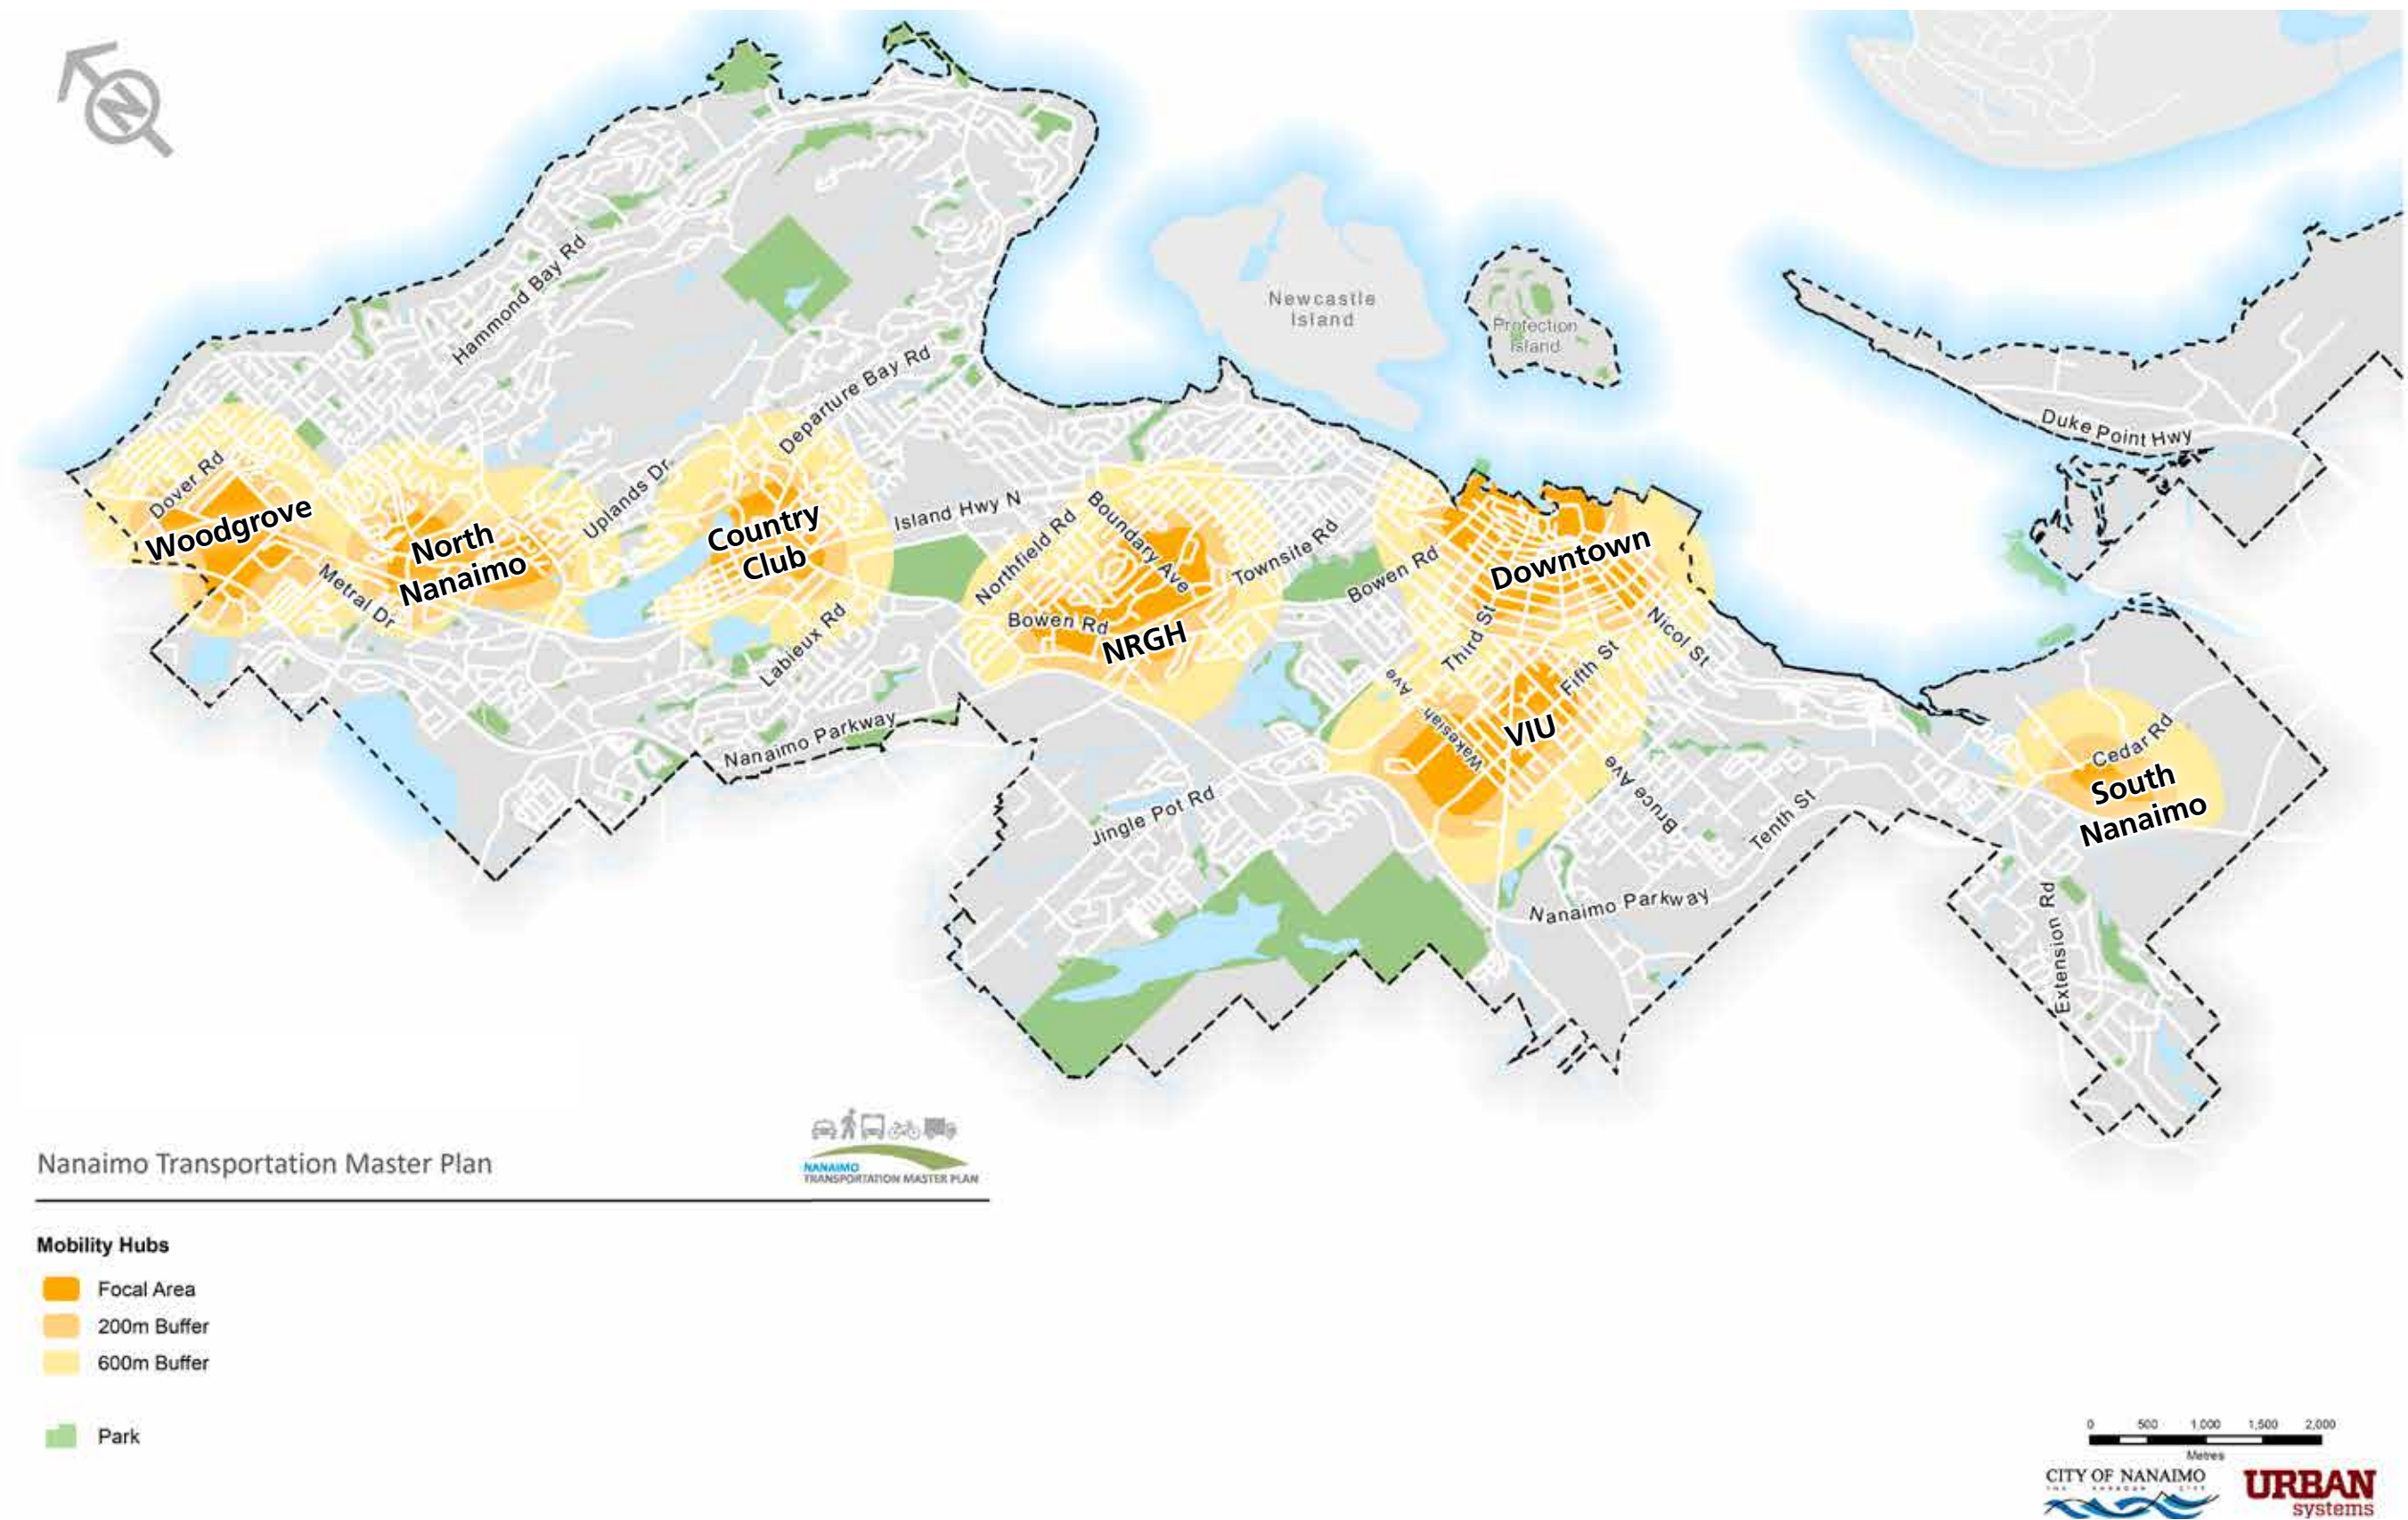 N
Hammond Bay Rd
Newcastle
Island
Protection
Island
Departure Bay Rd
Duke Point Hwy
Dover Rd
Woodgrove
North
Nanaimo
Metral Dr
Uplands Dr
Country
Club
Island Hwy N
Northfield Rd
Boundary Ave
Townsite Rd
Bowen Rd
Bowen Rd
NRGH
Downtown
Labieux Rd
Third St
Fifth St
Nicol St
Wakesiah Ave
VIU
Bruce Ave
Nanaimo Parkway
Jingle Pot Rd
Tenth St
Nanaimo Parkway
Cedar Rd
South
Nanaimo
Extension Rd
Nanaimo Transportation Master Plan
NANAIMO
TRANSPORTATION MASTER PLAN
Mobility Hubs
Focal Area
200m Buffer
600m Buffer
Park
0 500 1,000 1,500 2,000
Metres
CITY OF NANAIMO
THE HARBOUR CITY
URBAN
systems